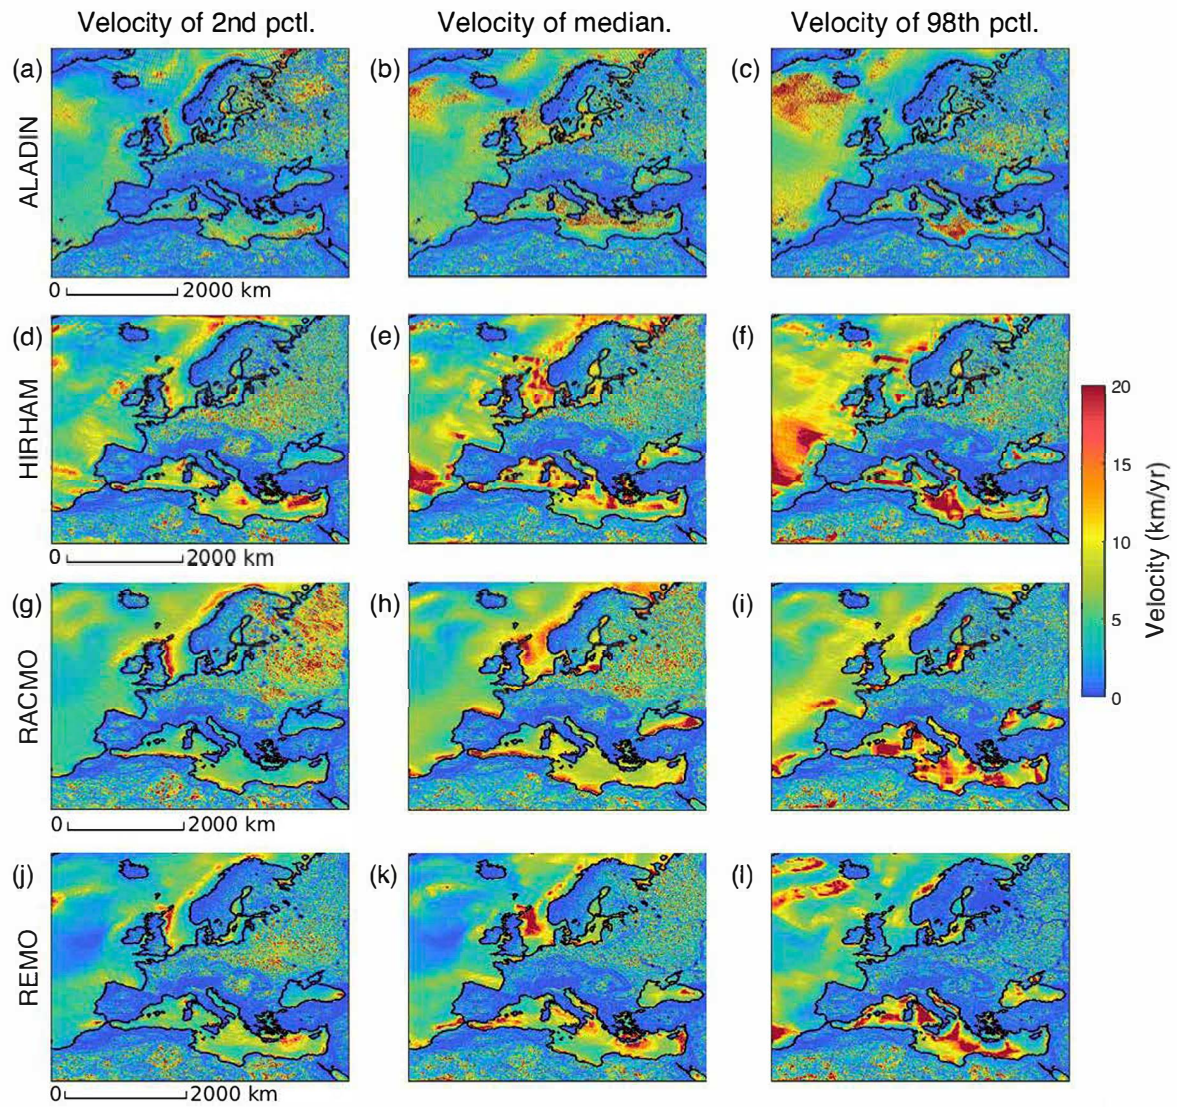 Velocity of 2nd pctl. Velocity of median. Velocity of 98th pctl.
(a) (b) (c)
ALADIN
0 2000 km
(d) (e) (f)
HIRHAM
0 2000 km
(g) (h) (i)
RACMO
0 2000 km
(j) (k) (l)
REMO
0 2000 km
20
15
10
5
0
Velocity (km/yr)